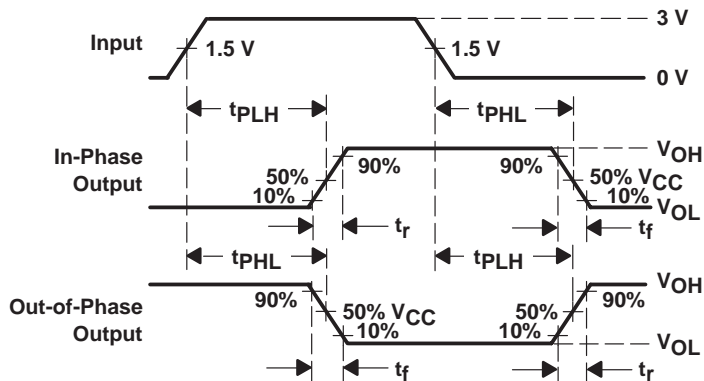 3 V
Input
1.5 V
1.5 V
0 V
tPLH
tPHL
In-Phase
Output
VOH
90%
90%
50%
50% VCC
10%
10%
VOL
tr
tf
tPHL
tPLH
Out-of-Phase
Output
VOH
90%
90%
50% VCC
50%
10%
10%
VOL
tf
tr